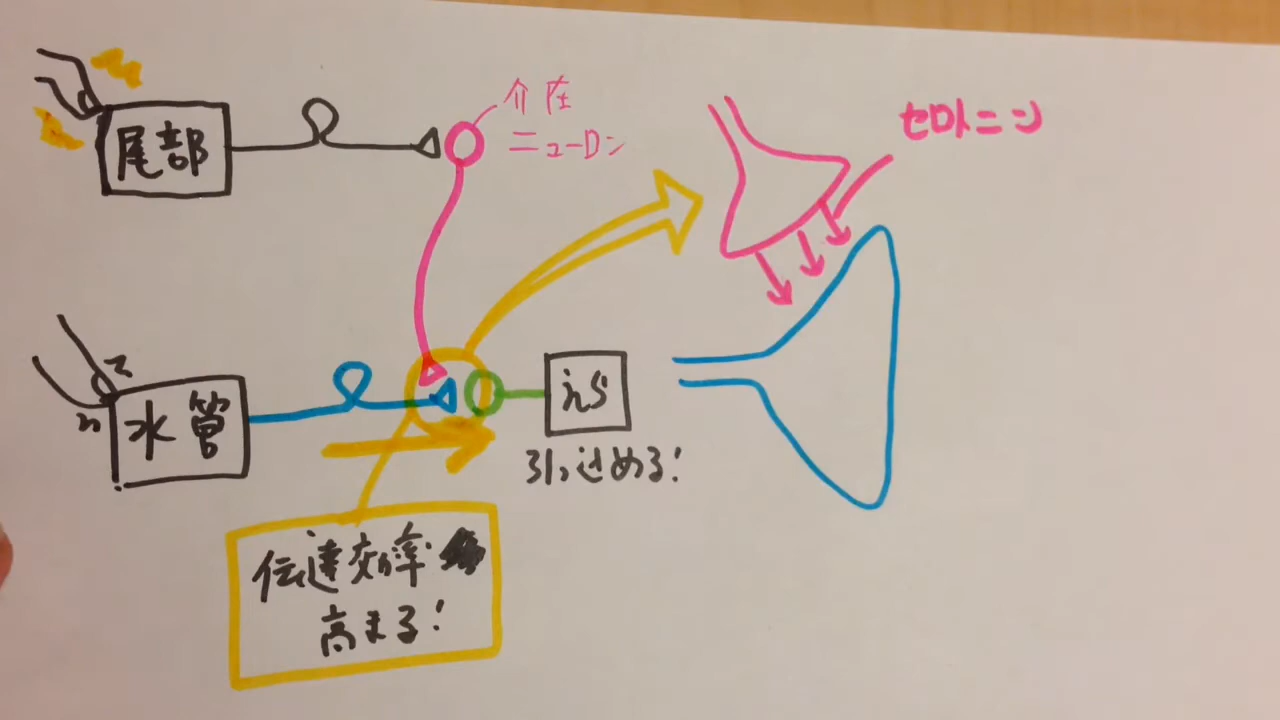 尾部
介在
ニューロン
セロトニン
水管
えら
引っ込める!
伝達効率
高まる!